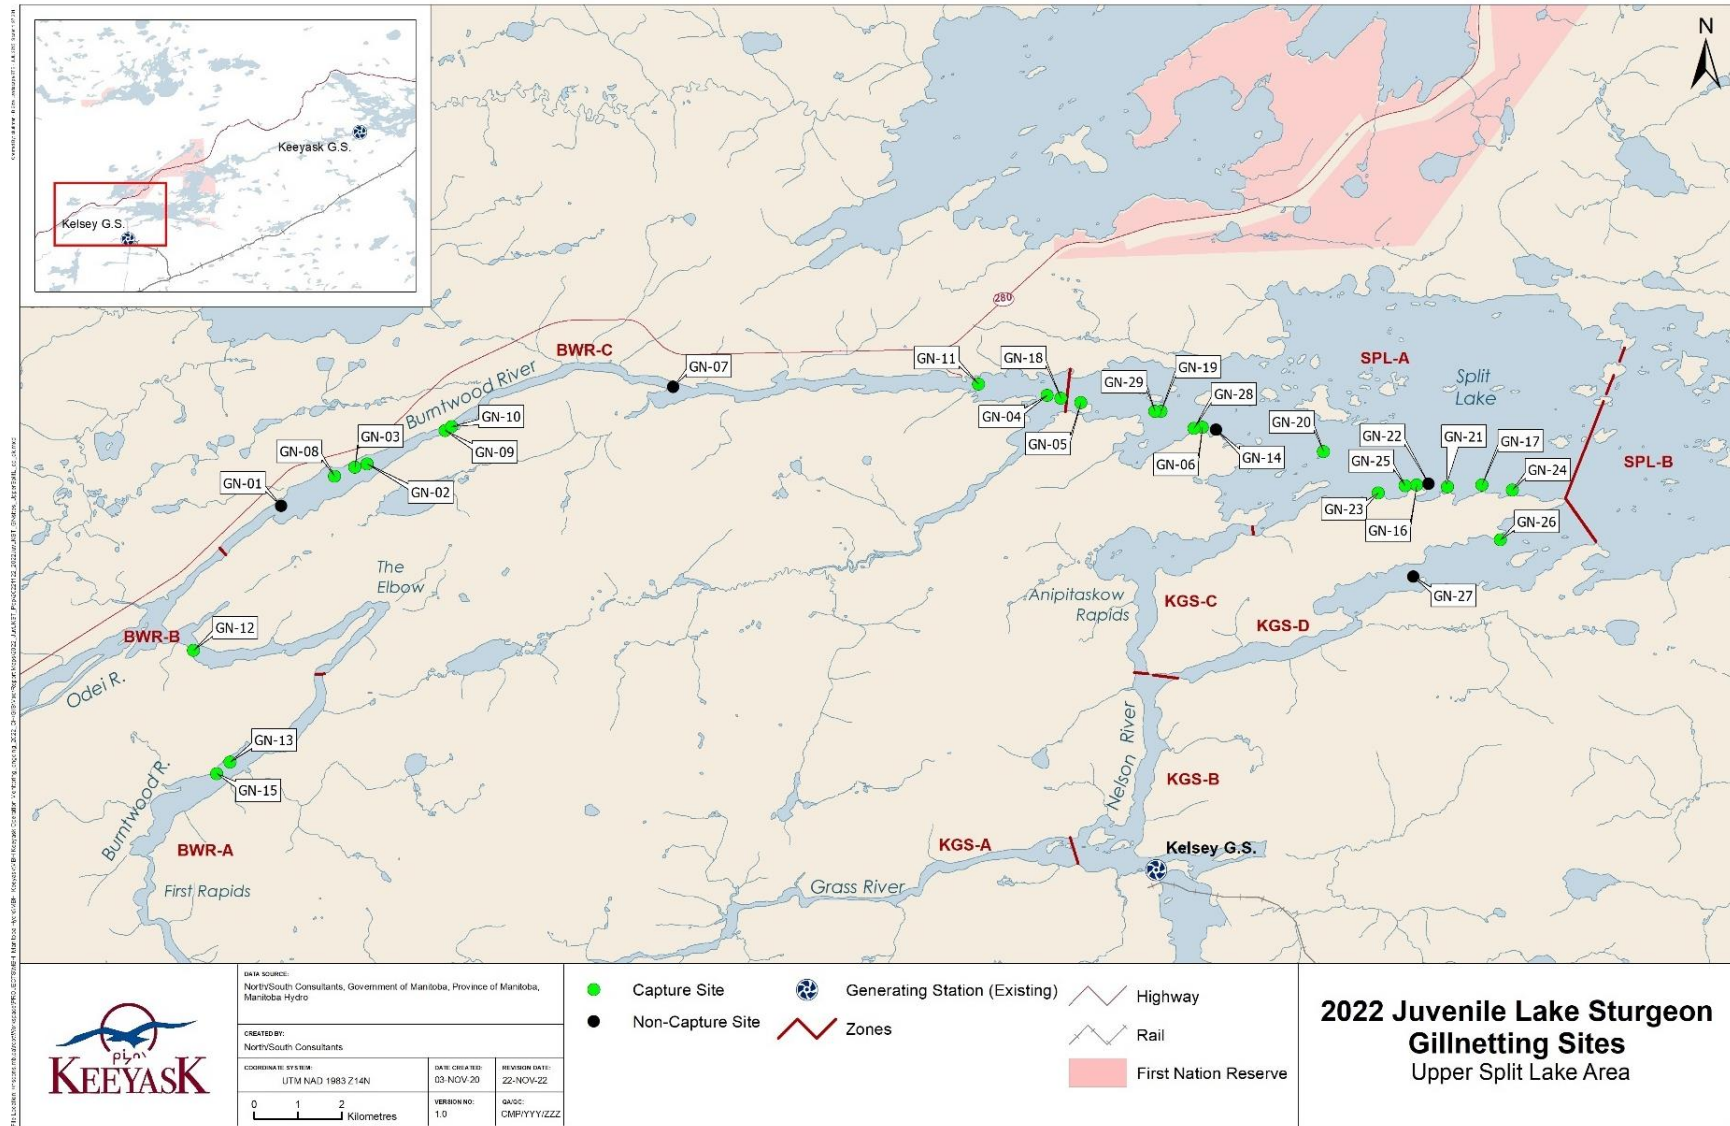 N
Keeyask G.S.
Kelsey G.S.
280
BWR-C
GN-11
GN-18
SPL-A
GN-07
Burntwood River
GN-29
GN-19
Split
Lake
GN-10
GN-04
GN-28
GN-03
GN-05
GN-20
GN-22
GN-21
GN-17
GN-08
GN-09
GN-06
GN-14
GN-25
GN-24
SPL-B
GN-01
GN-02
GN-23
GN-16
GN-26
The
Elbow
Anipitaskow
Rapids
KGS-C
GN-27
BWR-B
GN-12
KGS-D
Odei R.
GN-13
GN-15
Nelson River
KGS-B
Burntwood R.
BWR-A
KGS-A
Kelsey G.S.
First Rapids
Grass River
KEEYASK
DATA SOURCE:
North/South Consultants, Government of Manitoba, Province of Manitoba,
Manitoba Hydro
CREATED BY:
North/South Consultants
COORDINATE SYSTEM:
UTM NAD 1983 Z14N
DATE CREATED:
03-NOV-20
REVISION DATE:
22-NOV-22
0 1 2
Kilometres
VERSION NO:
1.0
QA/QC:
CMP/YYY/ZZZ
Capture Site
Non-Capture Site
Generating Station (Existing)
Zones
Highway
Rail
First Nation Reserve
2022 Juvenile Lake Sturgeon
Gillnetting Sites
Upper Split Lake Area